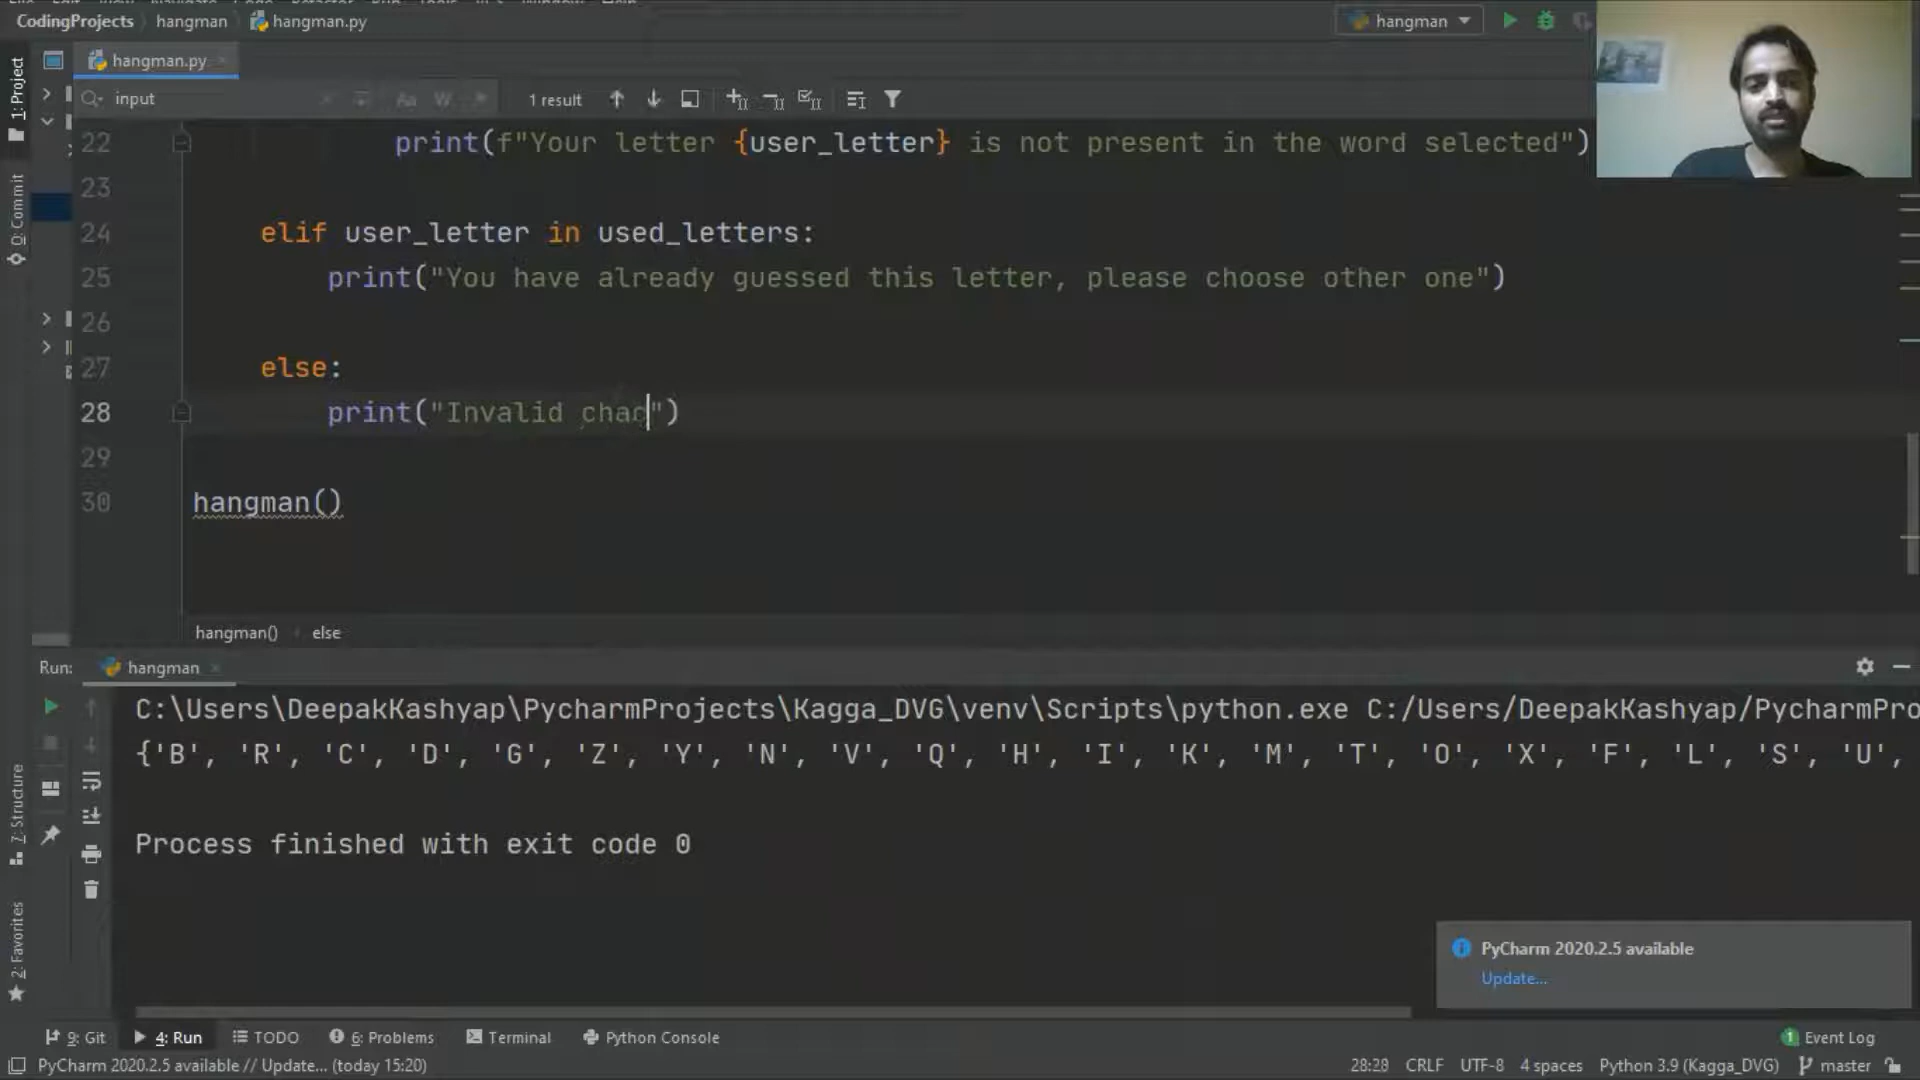 CodingProjects hangman hangman.py hangman
1: Project hangman.py
input Aa W 1 result
22 print(f"Your letter {user_letter} is not present in the word selected")
23
0: Commit
24 elif user_letter in used_letters:
25 print("You have already guessed this letter, please choose other one")
26
27 else:
28 print("Invalid chac")
29
30 hangman()
hangman() else
Run: hangman
C:\Users\DeepakKashyap\PycharmProjects\Kagga_DVG\venv\Scripts\python.exe C:/Users/DeepakKashyap/PycharmPro
{'B', 'R', 'C', 'D', 'G', 'Z', 'Y', 'N', 'V', 'Q', 'H', 'I', 'K', 'M', 'T', 'O', 'X', 'F', 'L', 'S', 'U',
7: Structure
Process finished with exit code 0
2: Favorites
PyCharm 2020.2.5 available
Update...
9: Git 4: Run TODO 6: Problems Terminal Python Console 1 Event Log
PyCharm 2020.2.5 available // Update... (today 15:20) 28:28 CRLF UTF-8 4 spaces Python 3.9 (Kagga_DVG) master